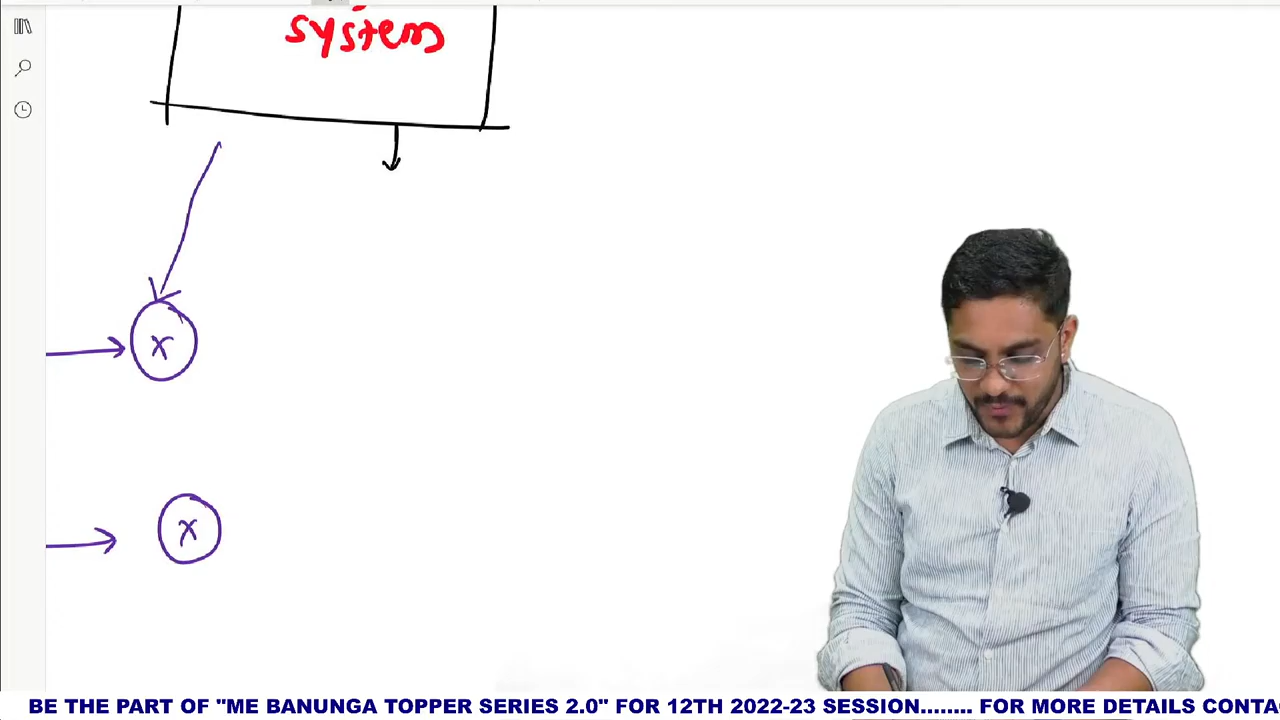 system
x
x
BE THE PART OF "ME BANUNGA TOPPER SERIES 2.0" FOR 12TH 2022-23 SESSION........ FOR MORE DETAILS CONTA